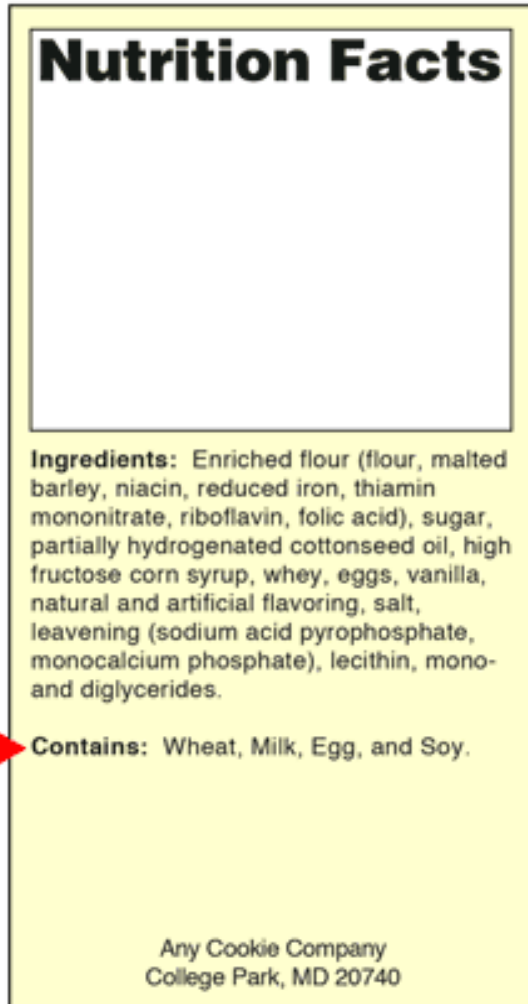 Nutrition Facts
Ingredients: Enriched flour (flour, malted
barley, niacin, reduced iron, thiamin
mononitrate, riboflavin, folic acid), sugar,
partially hydrogenated cottonseed oil, high
fructose corn syrup, whey, eggs, vanilla,
natural and artificial flavoring, salt,
leavening (sodium acid pyrophosphate,
monocalcium phosphate), lecithin, mono-
and diglycerides.
Contains: Wheat, Milk, Egg, and Soy.
Any Cookie Company
College Park, MD 20740